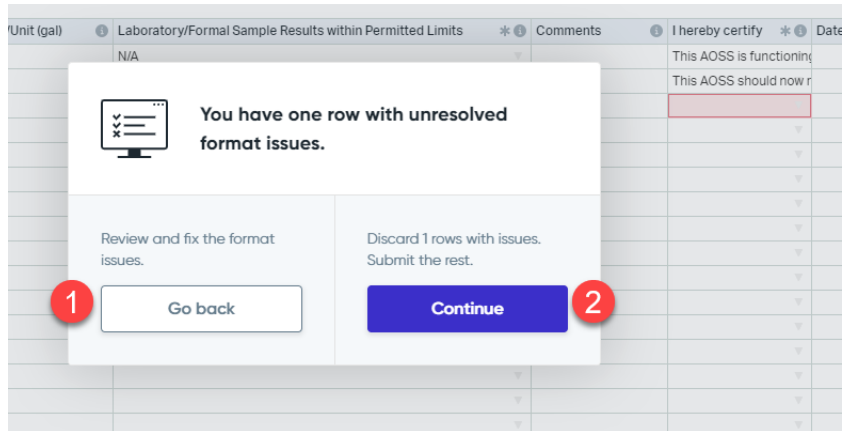 /Unit (gal) Laboratory/Formal Sample Results within Permitted Limits * Comments I hereby certify * Date
N/A This AOSS is functioning
This AOSS should now r
You have one row with unresolved
format issues.
Review and fix the format
issues.
Discard 1 rows with issues.
Submit the rest.
1 Go back
Continue 2